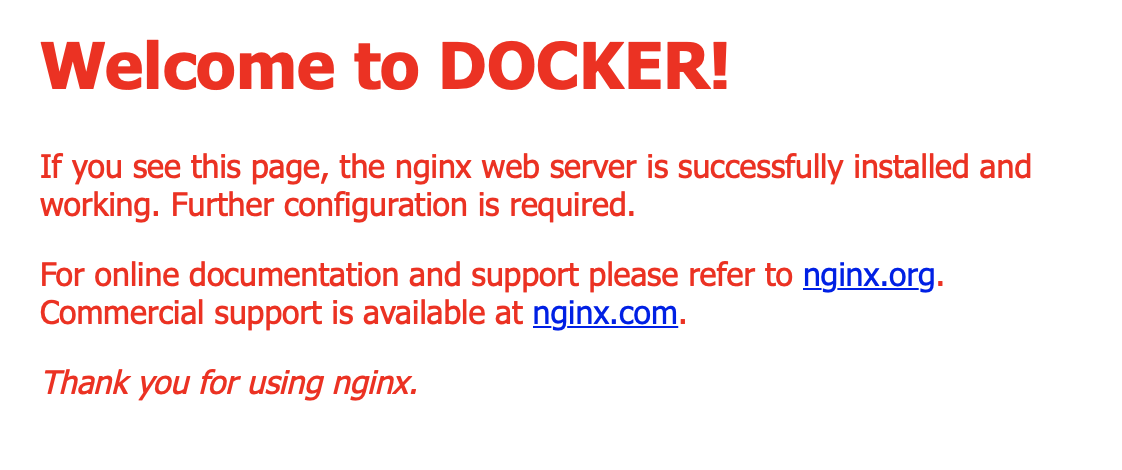 Welcome to DOCKER!
If you see this page, the nginx web server is successfully installed and
working. Further configuration is required.
For online documentation and support please refer to nginx.org.
Commercial support is available at nginx.com.
Thank you for using nginx.